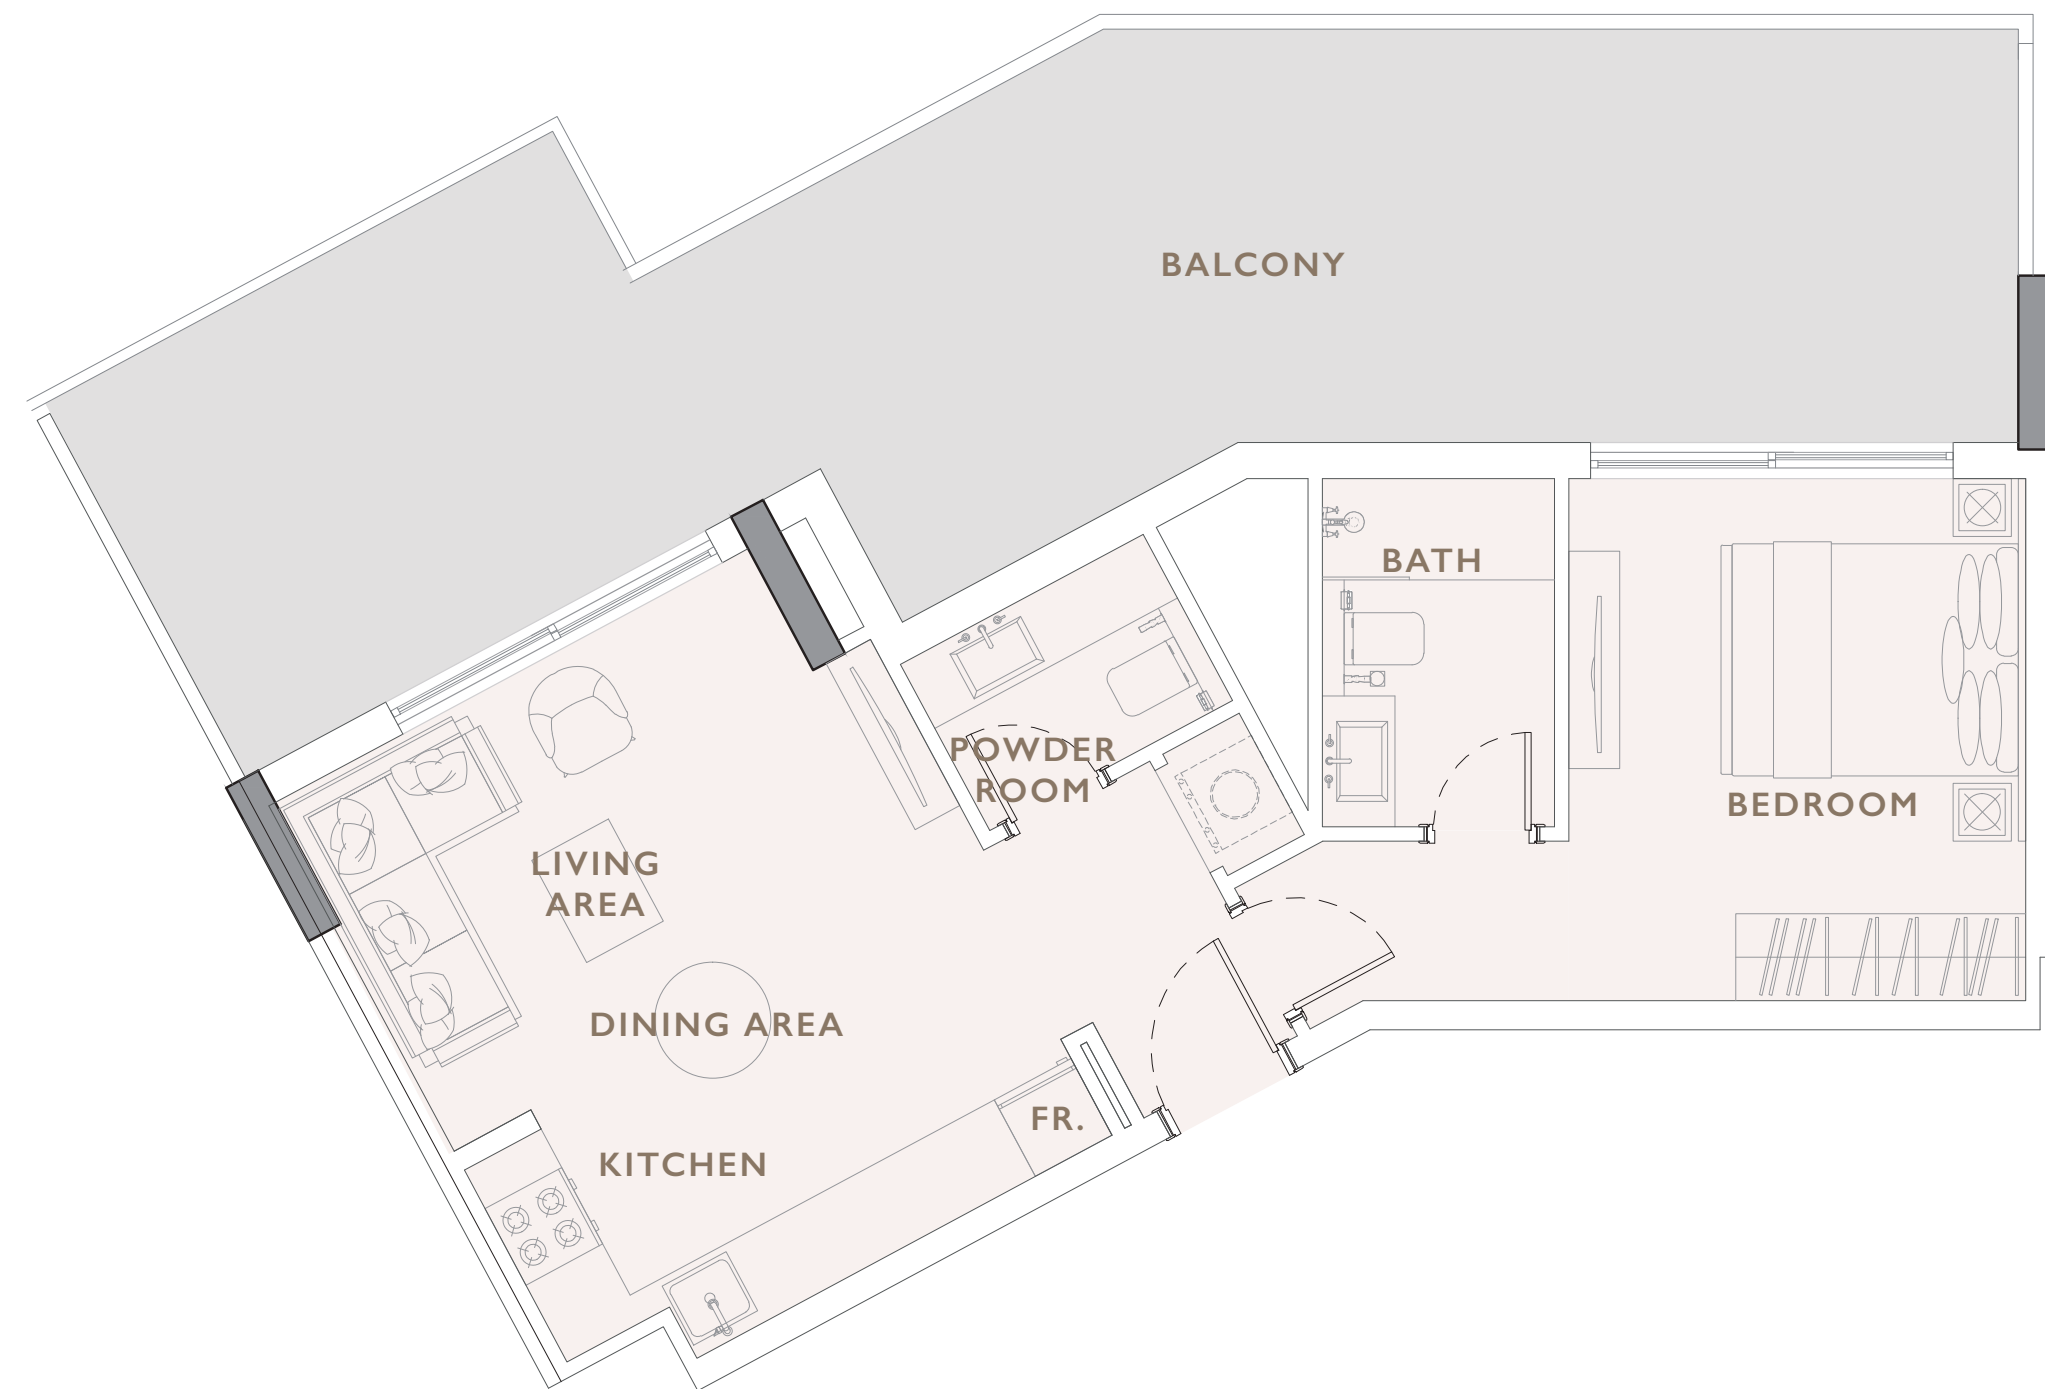 BALCONY
BATH
POWDER
ROOM
BEDROOM
LIVING
AREA
DINING AREA
FR.
KITCHEN